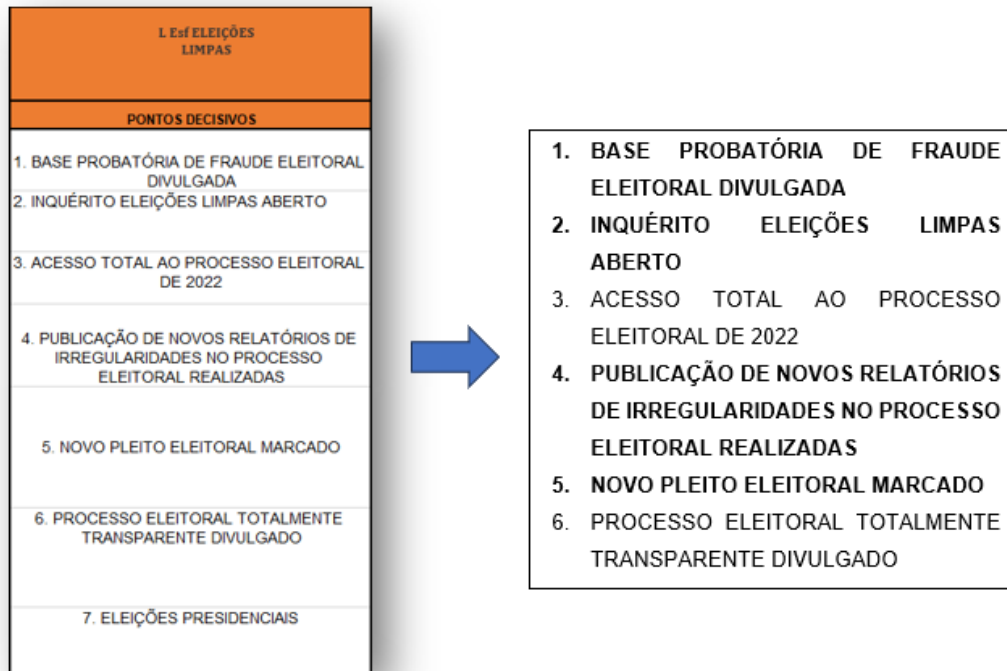 L Esf ELEIÇÕES
LIMPAS
PONTOS DECISIVOS
1. BASE PROBATÓRIA DE FRAUDE ELEITORAL
DIVULGADA
2. INQUÉRITO ELEIÇÕES LIMPAS ABERTO
3. ACESSO TOTAL AO PROCESSO ELEITORAL
DE 2022
4. PUBLICAÇÃO DE NOVOS RELATÓRIOS DE
IRREGULARIDADES NO PROCESSO
ELEITORAL REALIZADAS
5. NOVO PLEITO ELEITORAL MARCADO
6. PROCESSO ELEITORAL TOTALMENTE
TRANSPARENTE DIVULGADO
7. ELEIÇÕES PRESIDENCIAIS
1. BASE PROBATÓRIA DE FRAUDE
ELEITORAL DIVULGADA
2. INQUÉRITO ELEIÇÕES LIMPAS
ABERTO
3. ACESSO TOTAL AO PROCESSO
ELEITORAL DE 2022
4. PUBLICAÇÃO DE NOVOS RELATÓRIOS
DE IRREGULARIDADES NO PROCESSO
ELEITORAL REALIZADAS
5. NOVO PLEITO ELEITORAL MARCADO
6. PROCESSO ELEITORAL TOTALMENTE
TRANSPARENTE DIVULGADO